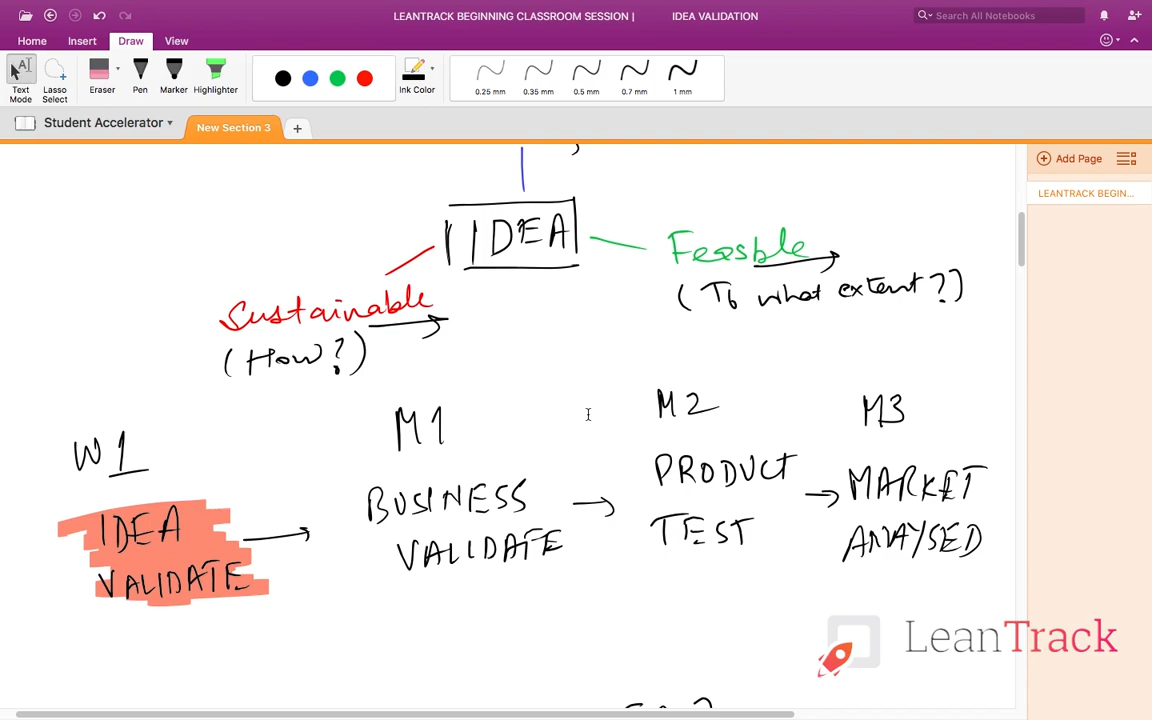 LEANTRACK BEGINNING CLASSROOM SESSION | IDEA VALIDATION
Search All Notebooks
Home Insert Draw View
Text Mode
Lasso Select
Eraser
Pen
Marker
Highlighter
Ink Color
0.25 mm 0.35 mm 0.5 mm 0.7 mm 1 mm
Student Accelerator
New Section 3
Add Page
LEANTRACK BEGIN...
IDEA
Feasble
(To what extent?)
Sustainable
(How?)
W1
IDEA
VALIDATE
M1
BUSINESS
VALIDATE
M2
PRODUCT
TEST
M3
MARKET
ANAYSED
LeanTrack